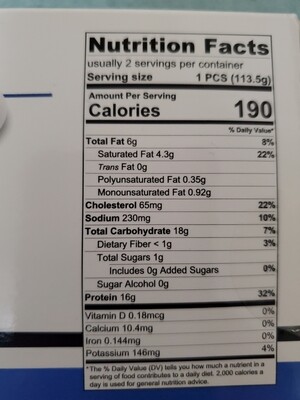 Nutrition Facts
usually 2 servings per container
Serving size 1 PCS (113.5g)
Amount Per Serving
Calories 190
% Daily Value*
Total Fat 6g 8%
Saturated Fat 4.3g 22%
Trans Fat 0g
Polyunsaturated Fat 0.35g
Monounsaturated Fat 0.92g
Cholesterol 65mg 22%
Sodium 230mg 10%
Total Carbohydrate 18g 7%
Dietary Fiber < 1g 3%
Total Sugars 1g
Includes 0g Added Sugars 0%
Sugar Alcohol 0g
Protein 16g 32%
Vitamin D 0.18mcg 0%
Calcium 10.4mg 0%
Iron 0.144mg 0%
Potassium 146mg 4%
*The % Daily Value (DV) tells you how much a nutrient in a
serving of food contributes to a daily diet. 2,000 calories a
day is used for general nutrition advice.